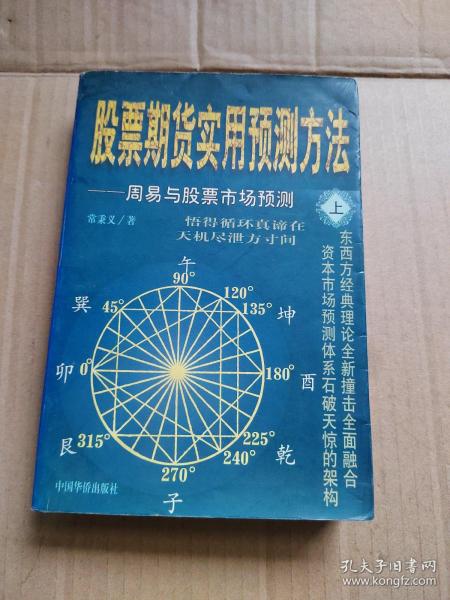 股票期货实用预测方法
——周易与股票市场预测
上
常秉义／著
悟得循环真谛在
天机尽泄方寸间
东西方经典理论全新撞击全面融合
资本市场预测体系石破天惊的架构
午
90°
120°
135°
坤
巽
45°
卯
0°
180°
酉
艮
315°
225°
240°
乾
270°
子
中国华侨出版社
孔夫子旧书网
www.kongfz.com